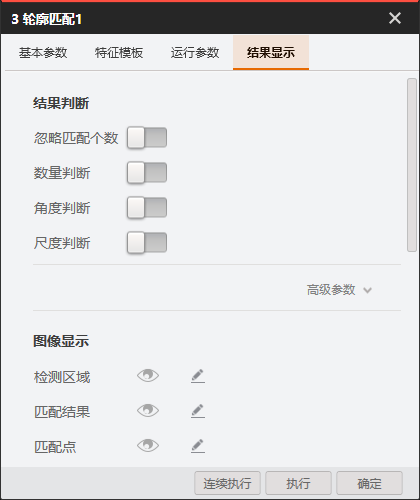 3 轮廓匹配1
基本参数 特征模板 运行参数 结果显示
结果判断
忽略匹配个数
数量判断
角度判断
尺度判断
高级参数
图像显示
检测区域
匹配结果
匹配点
连续执行 执行 确定